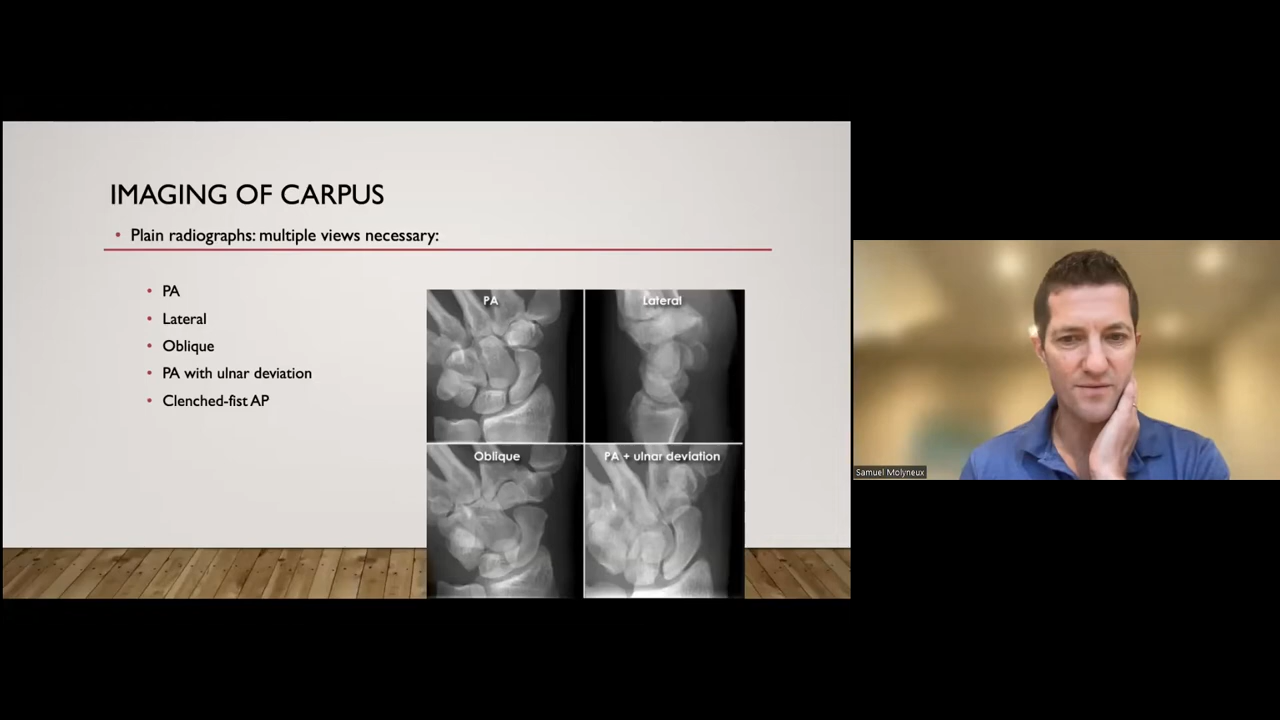 IMAGING OF CARPUS
• Plain radiographs: multiple views necessary:
• PA
• Lateral
• Oblique
• PA with ulnar deviation
• Clenched-fist AP
PA
Lateral
Oblique
PA + ulnar deviation
Samuel Molyneux